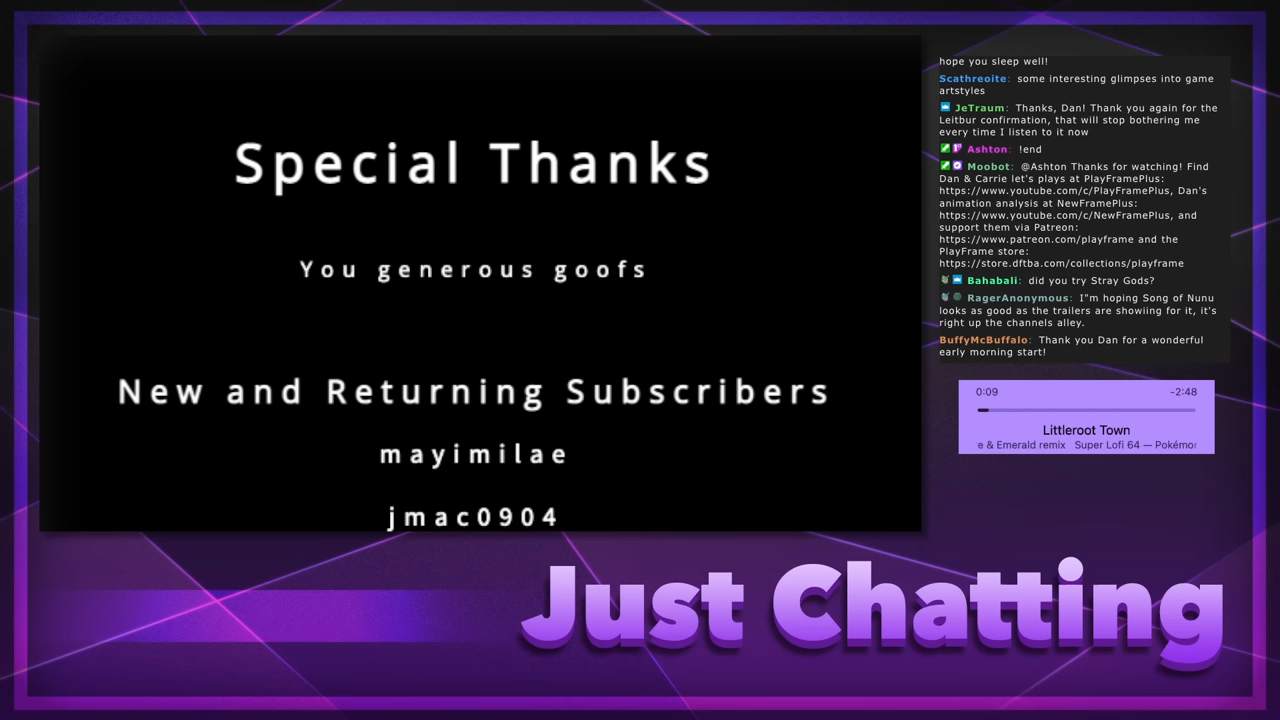 Special Thanks
You generous goofs
New and Returning Subscribers
mayimilae
jmac0904
hope you sleep well!
Scathreoite: some interesting glimpses into game
artstyles
JeTraum: Thanks, Dan! Thank you again for the
Leitbur confirmation, that will stop bothering me
every time I listen to it now
Ashton: !end
Moobot: @Ashton Thanks for watching! Find
Dan & Carrie let's plays at PlayFramePlus:
https://www.youtube.com/c/PlayFramePlus, Dan's
animation analysis at NewFramePlus:
https://www.youtube.com/c/NewFramePlus, and
support them via Patreon:
https://www.patreon.com/playframe and the
PlayFrame store:
https://store.dftba.com/collections/playframe
Bahabali: did you try Stray Gods?
RagerAnonymous: I"m hoping Song of Nunu
looks as good as the trailers are showiing for it, it's
right up the channels alley.
BuffyMcBuffalo: Thank you Dan for a wonderful
early morning start!
0:09 -2:48
Littleroot Town
e & Emerald remix Super Lofi 64 — Pokémo
Just Chatting